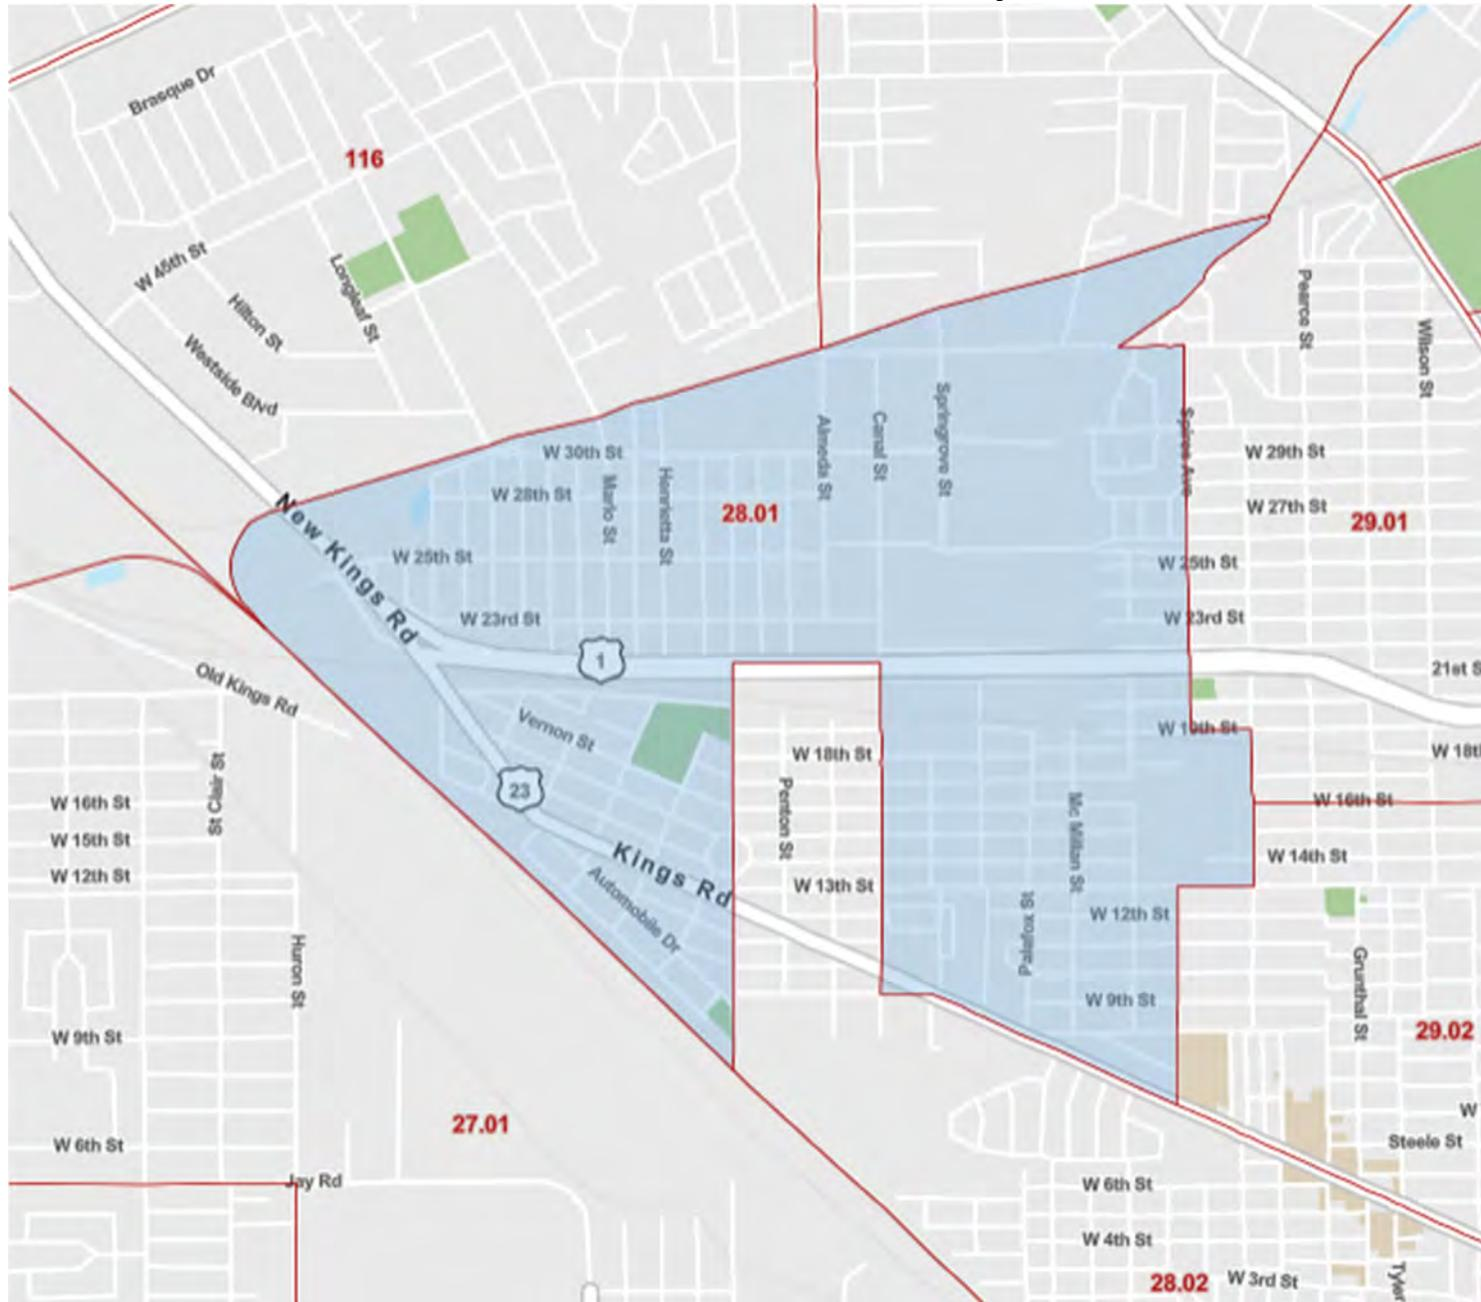 Brasque Dr
116
W 45th St
Longleaf St
Hilton St
Westside Blvd
Pearce St
Wilson St
New Kings Rd
W 30th St
W 28th St
Marlo St
Henrietta St
Almeda St
Canal St
Springrove St
Spires Ave
W 29th St
W 27th St
28.01
29.01
W 25th St
W 25th St
W 23rd St
W 23rd St
1
21st S
Old Kings Rd
Vernon St
W 19th St
W 18th St
W 18th
St Clair St
W 16th St
W 15th St
W 12th St
23
Penton St
Mc Millan St
W 16th St
W 14th St
Kings Rd
W 13th St
Automobile Dr
Palafox St
W 12th St
Huron St
Grunthal St
W 9th St
W 9th St
29.02
27.01
W
Steele St
W 6th St
Jay Rd
W 6th St
W 4th St
28.02
W 3rd St
Tyler